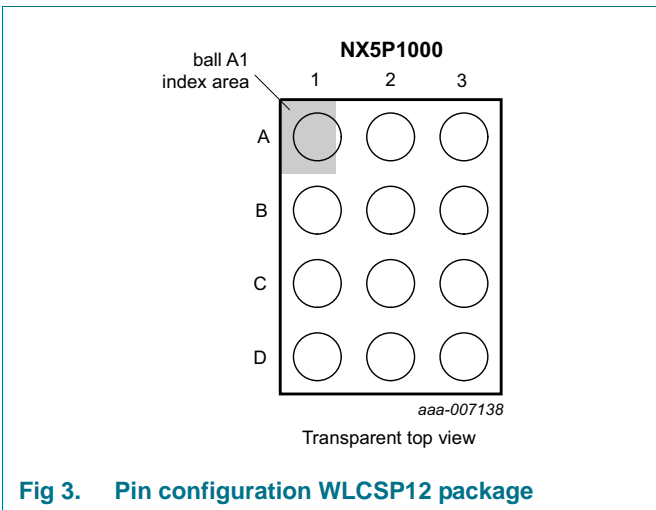 NX5P1000
ball A1
index area
1 2 3
A
B
C
D
aaa-007138
Transparent top view
Fig 3. Pin configuration WLCSP12 package